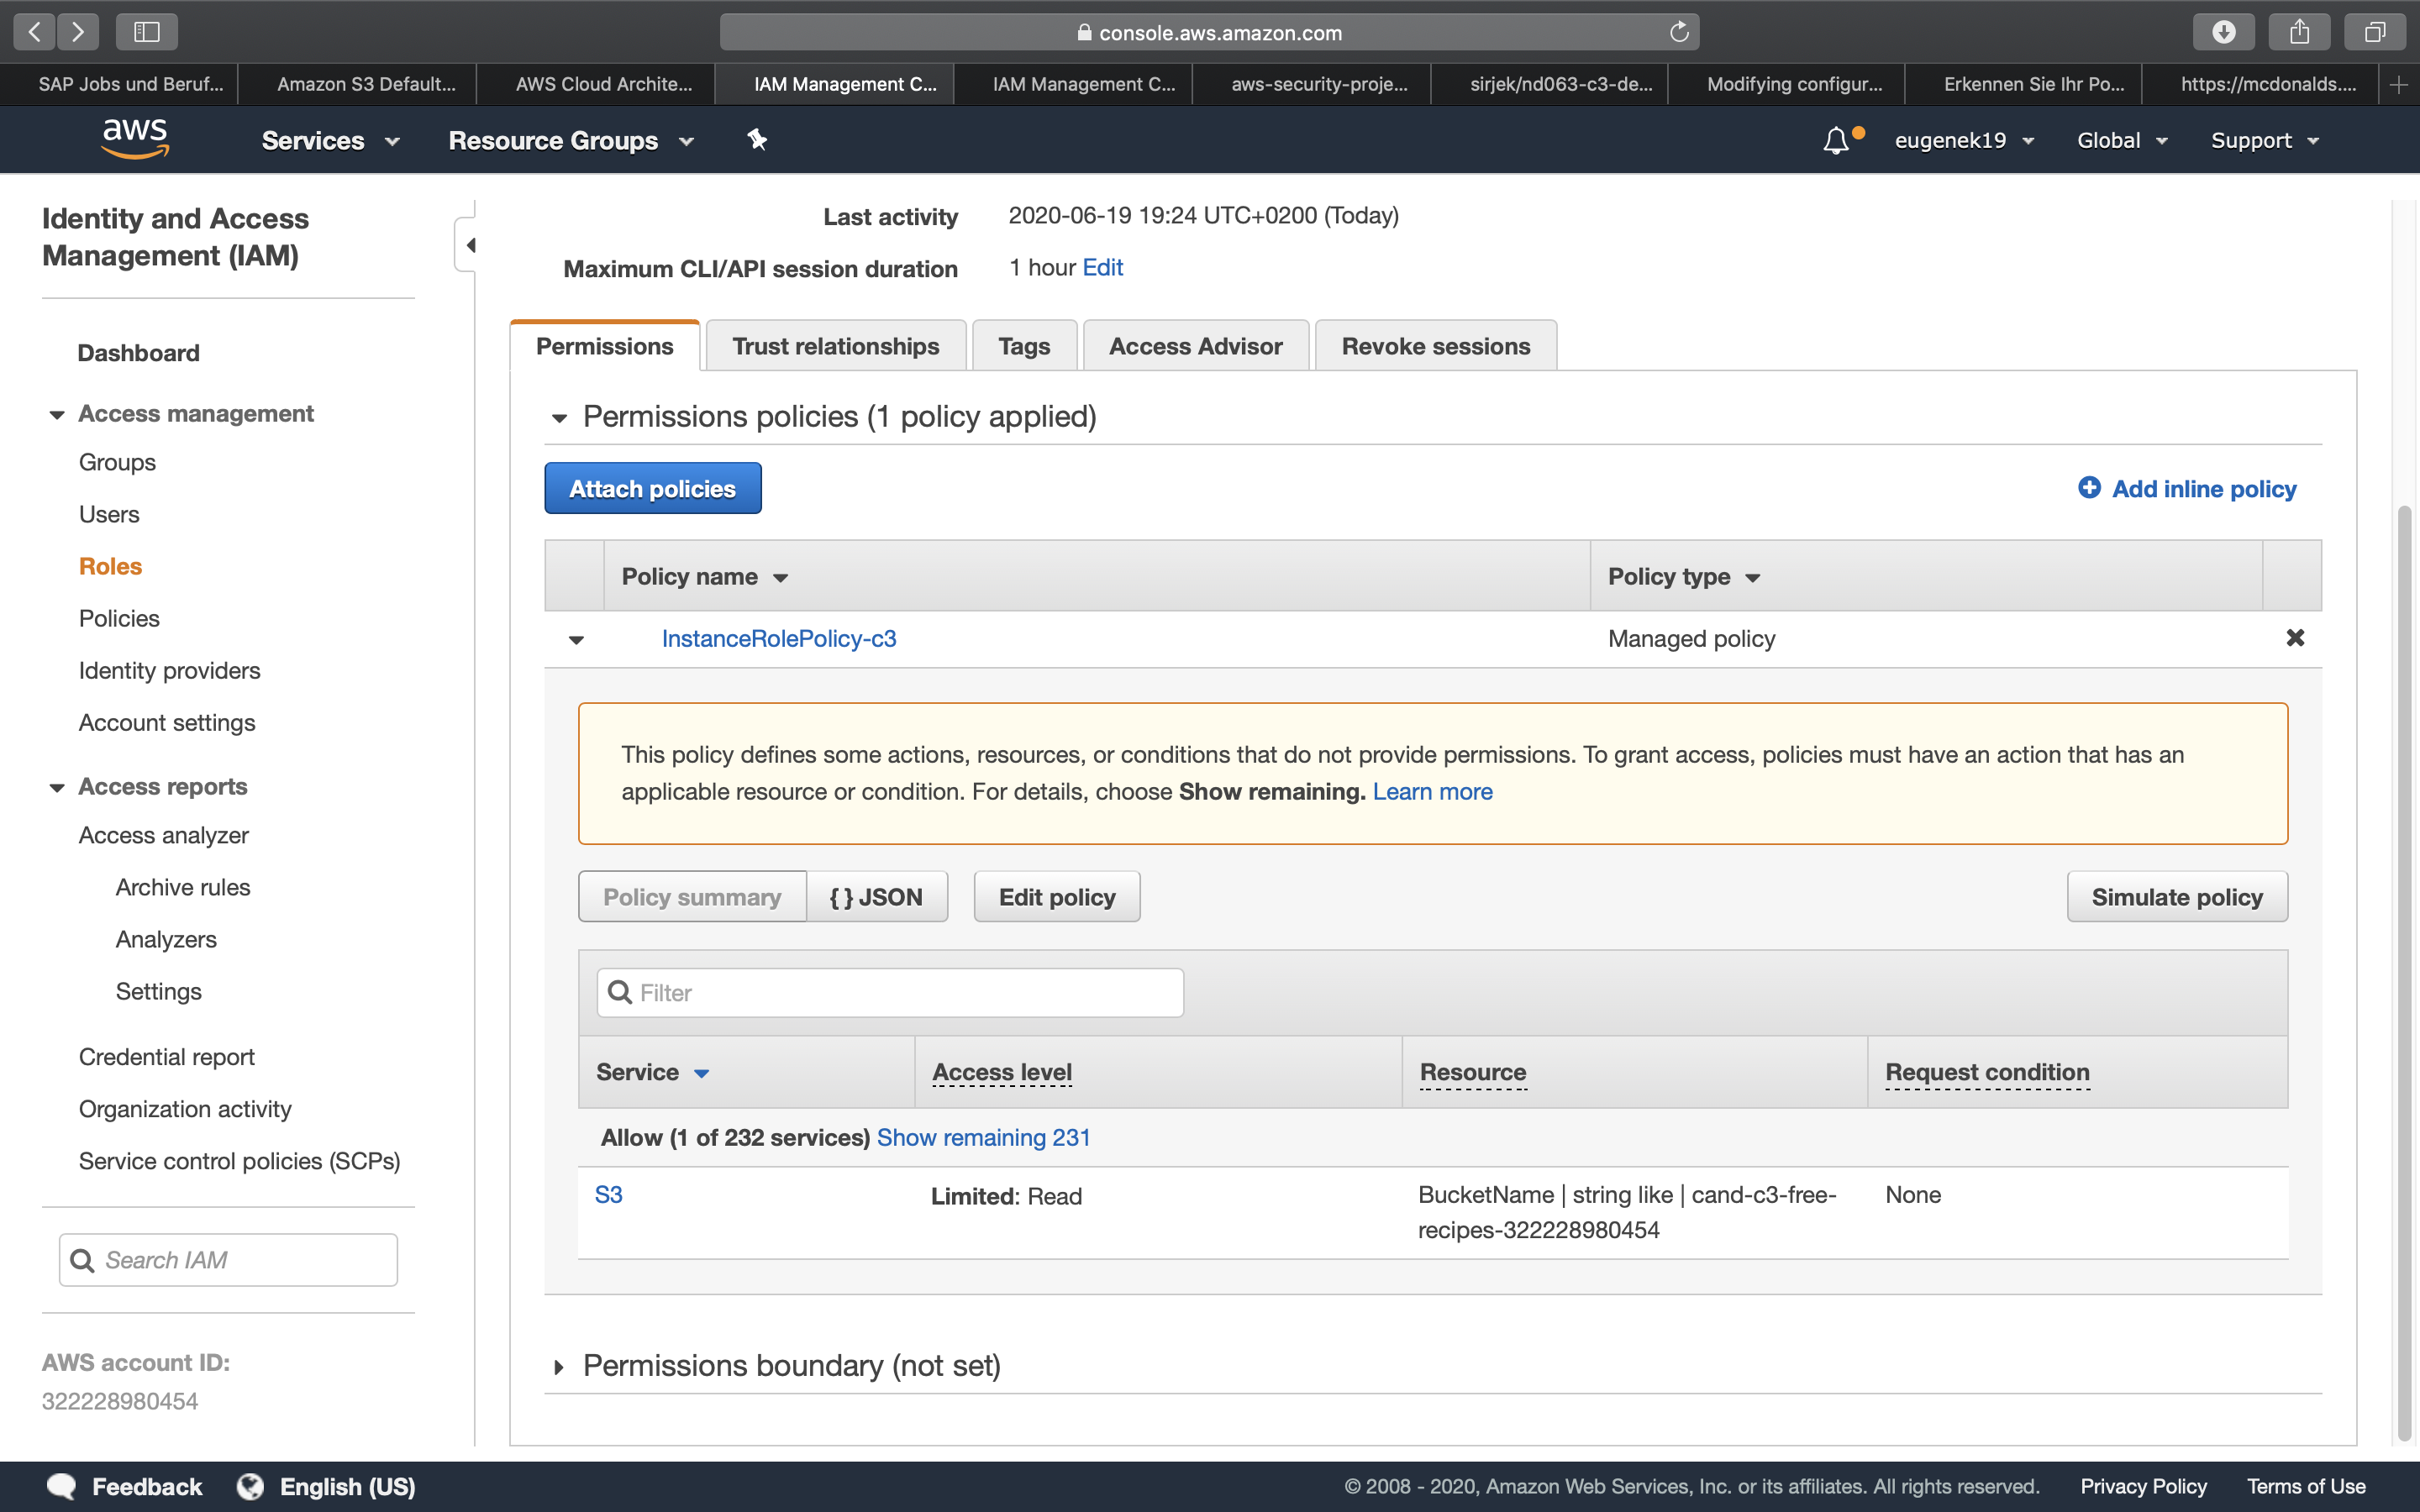 console.aws.amazon.com
SAP Jobs und Beruf...
Amazon S3 Default...
AWS Cloud Archite...
IAM Management C...
IAM Management C...
aws-security-proje...
sirjek/nd063-c3-de...
Modifying configur...
Erkennen Sie Ihr Po...
https://mcdonalds....
aws
Services
Resource Groups
eugenek19
Global
Support
Identity and Access
Management (IAM)
Dashboard
Access management
Groups
Users
Roles
Policies
Identity providers
Account settings
Access reports
Access analyzer
Archive rules
Analyzers
Settings
Credential report
Organization activity
Service control policies (SCPs)
Search IAM
AWS account ID:
322228980454
Last activity 2020-06-19 19:24 UTC+0200 (Today)
Maximum CLI/API session duration 1 hour Edit
Permissions
Trust relationships
Tags
Access Advisor
Revoke sessions
Permissions policies (1 policy applied)
Attach policies
Add inline policy
Policy name
Policy type
InstanceRolePolicy-c3
Managed policy
This policy defines some actions, resources, or conditions that do not provide permissions. To grant access, policies must have an action that has an
applicable resource or condition. For details, choose Show remaining. Learn more
Policy summary
{ } JSON
Edit policy
Simulate policy
Filter
Service
Access level
Resource
Request condition
Allow (1 of 232 services) Show remaining 231
S3
Limited: Read
BucketName | string like | cand-c3-free-
recipes-322228980454
None
Permissions boundary (not set)
Feedback
English (US)
© 2008 - 2020, Amazon Web Services, Inc. or its affiliates. All rights reserved.
Privacy Policy
Terms of Use